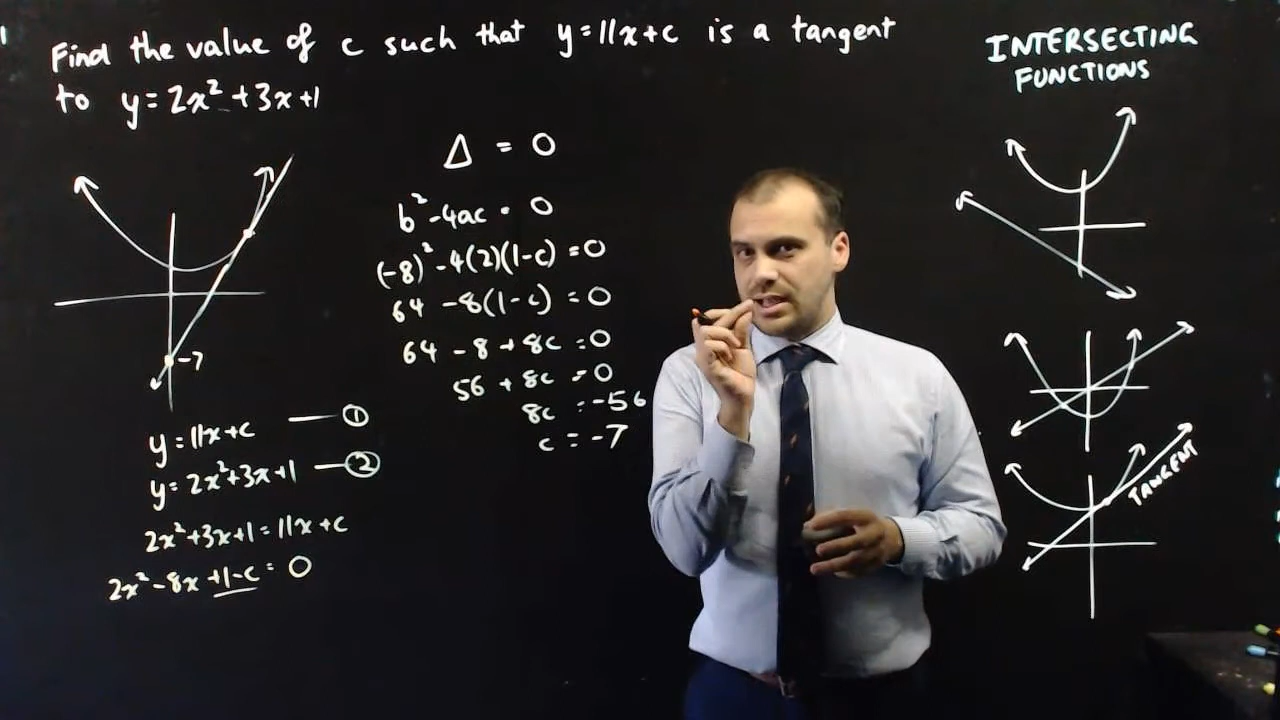 Find the value of c such that y=11x+c is a tangent
to y=2x²+3x+1
-7
y=11x+c — ①
y=2x²+3x+1 — ②
2x²+3x+1=11x+c
2x²-8x+1-c=0
Δ = 0
b²-4ac=0
(-8)²-4(2)(1-c)=0
64-8(1-c)=0
64-8+8c=0
56+8c=0
8c=-56
c=-7
INTERSECTING
FUNCTIONS
TANGENT